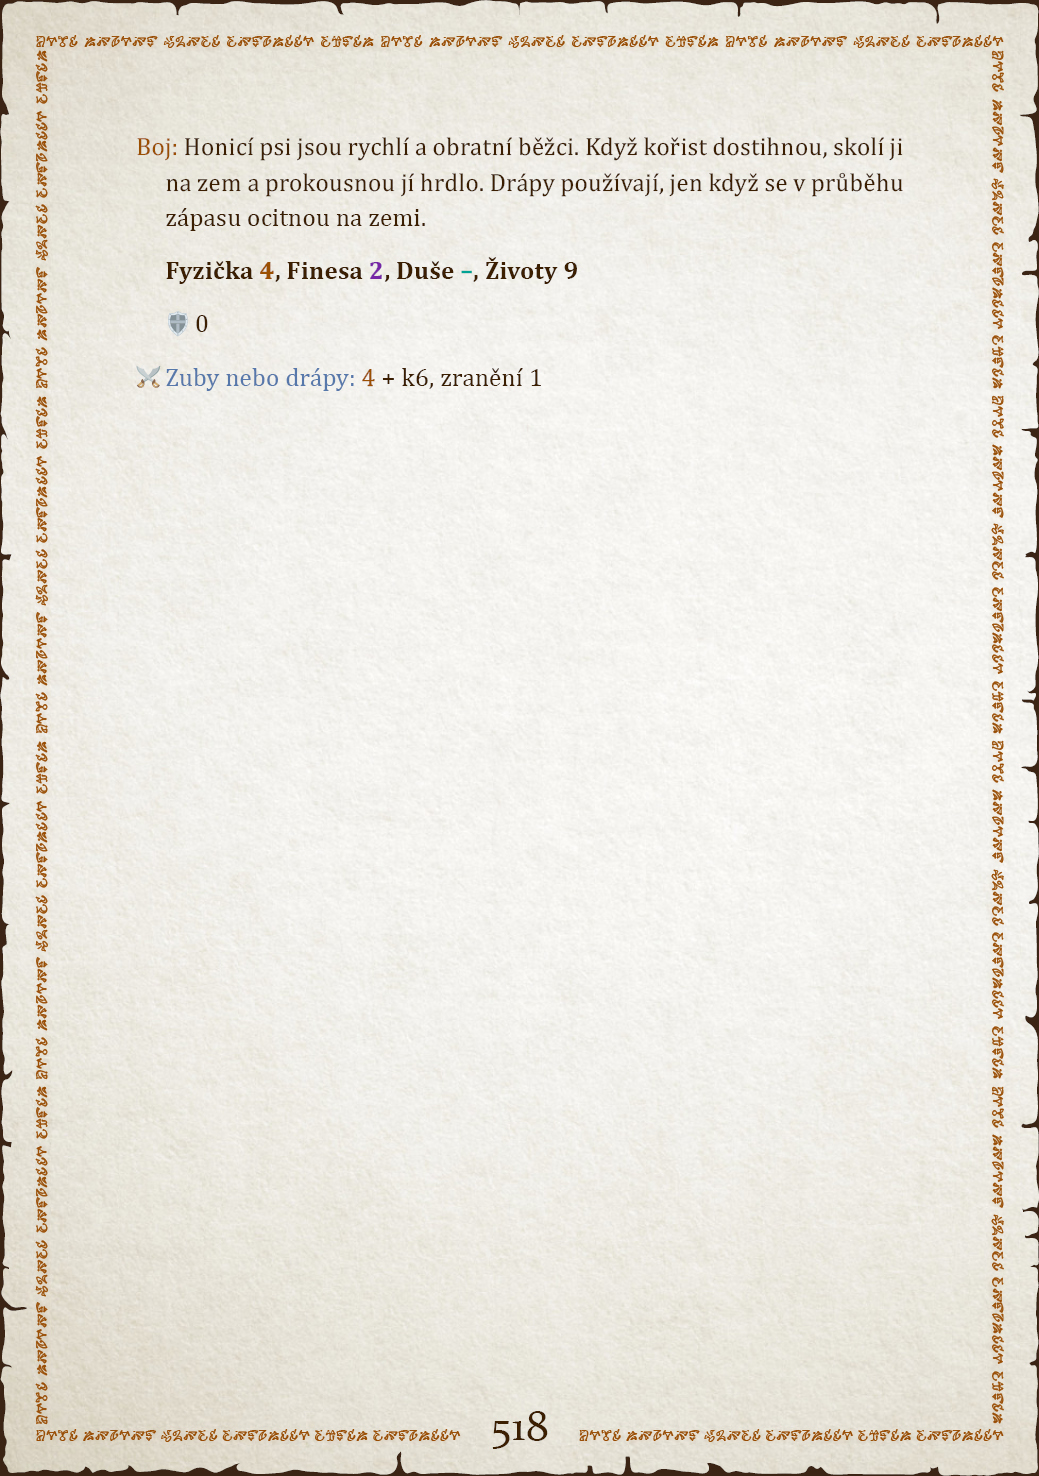 Boj: Honicí psi jsou rychlí a obratní běžci. Když kořist dostihnou, skolí ji
na zem a prokousnou jí hrdlo. Drápy používají, jen když se v průběhu
zápasu ocitnou na zemi.
Fyzička 4, Finesa 2, Duše –, Životy 9
0
Zuby nebo drápy: 4 + k6, zranění 1
518